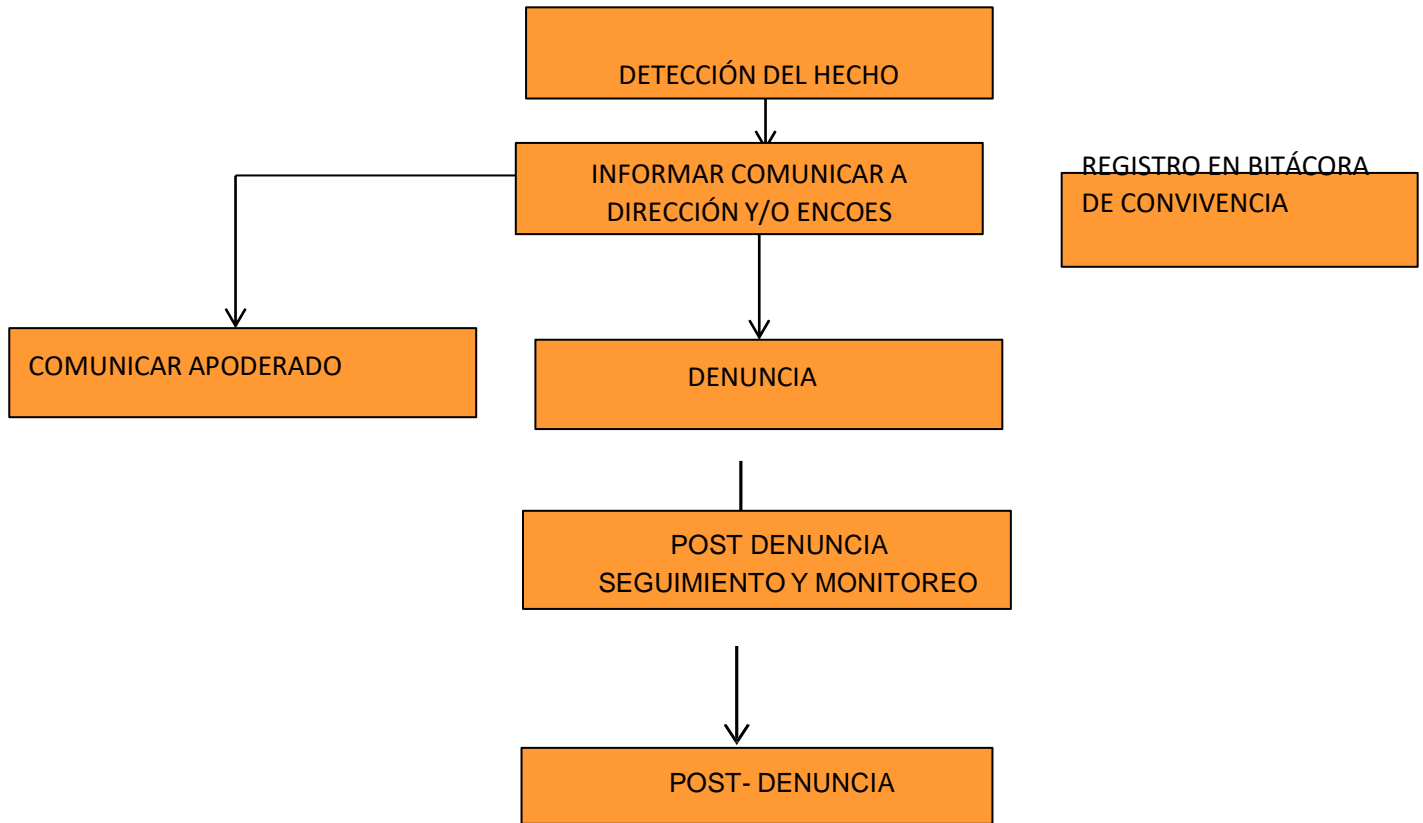 DETECCIÓN DEL HECHO
INFORMAR COMUNICAR A
DIRECCIÓN Y/O ENCOES
REGISTRO EN BITÁCORA
DE CONVIVENCIA
COMUNICAR APODERADO
DENUNCIA
POST DENUNCIA
SEGUIMIENTO Y MONITOREO
POST- DENUNCIA